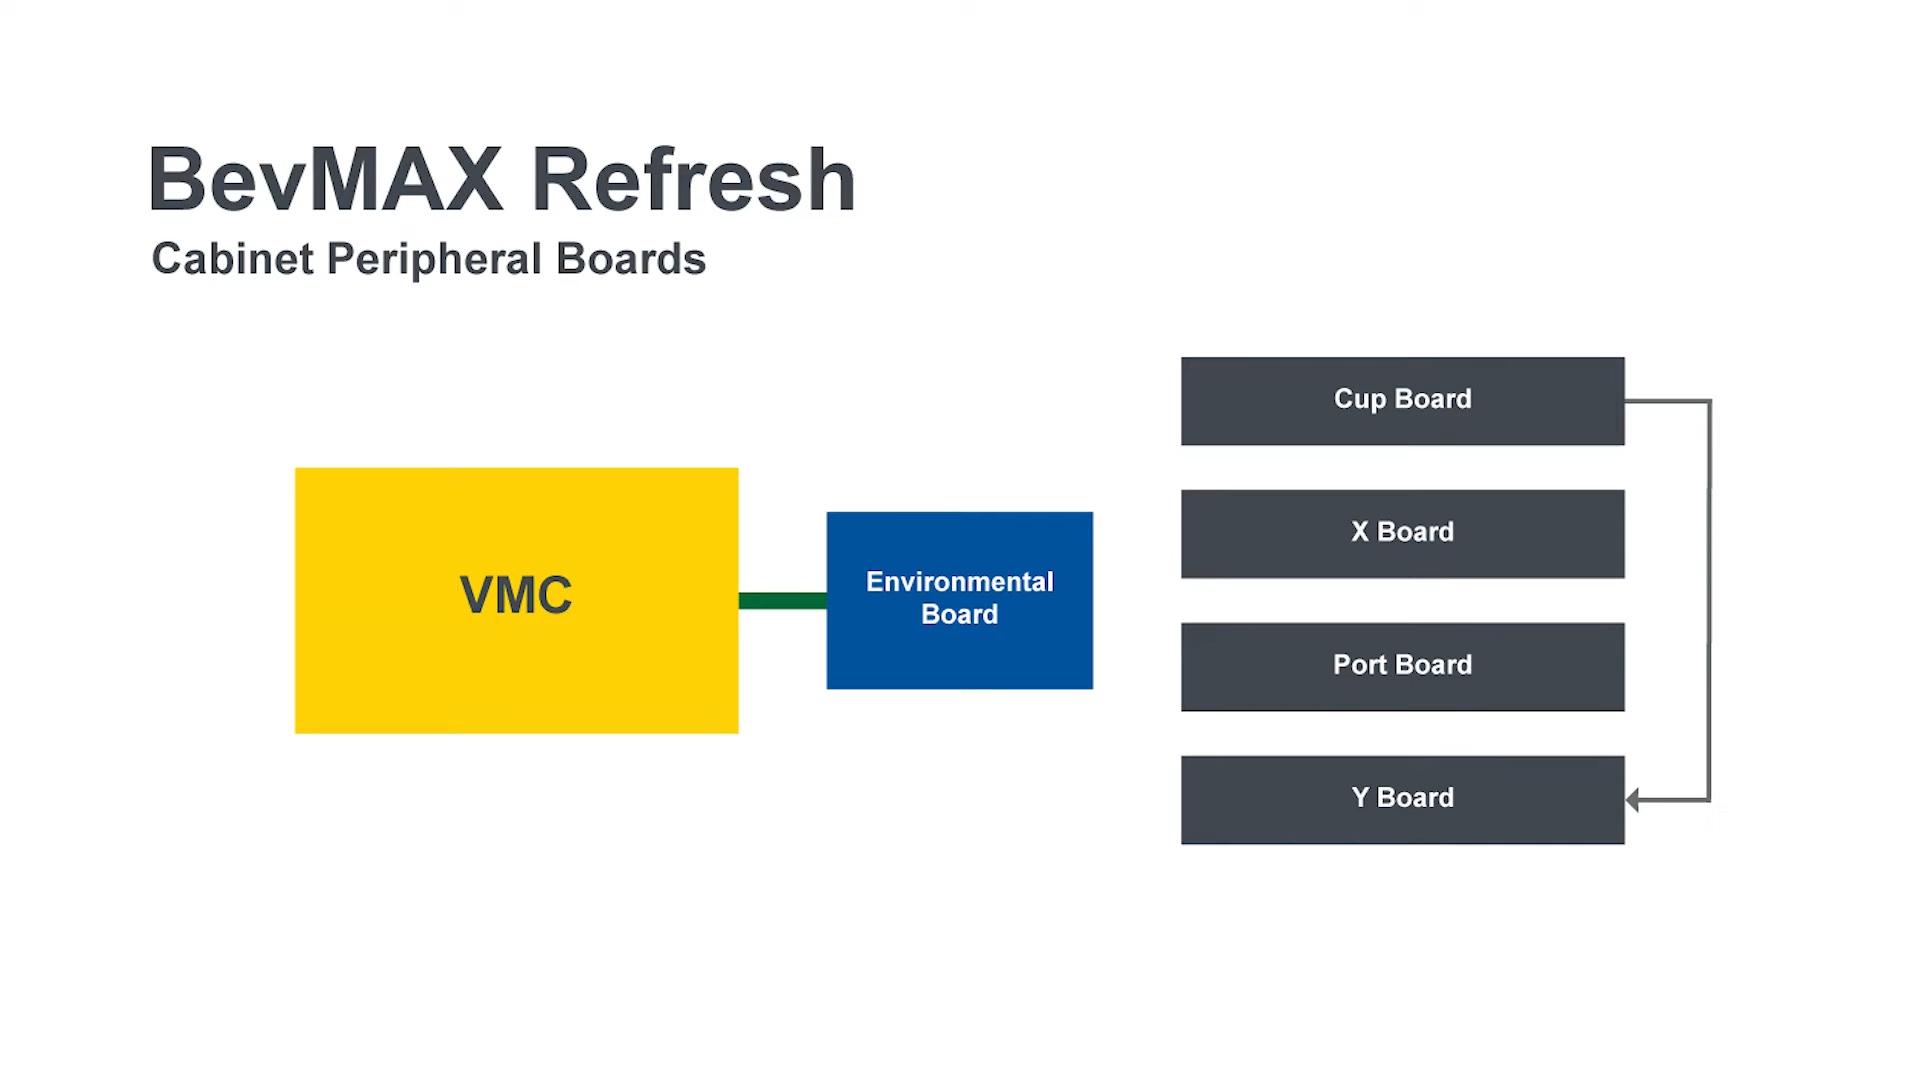 BevMAX Refresh
Cabinet Peripheral Boards
VMC
Environmental
Board
Cup Board
X Board
Port Board
Y Board